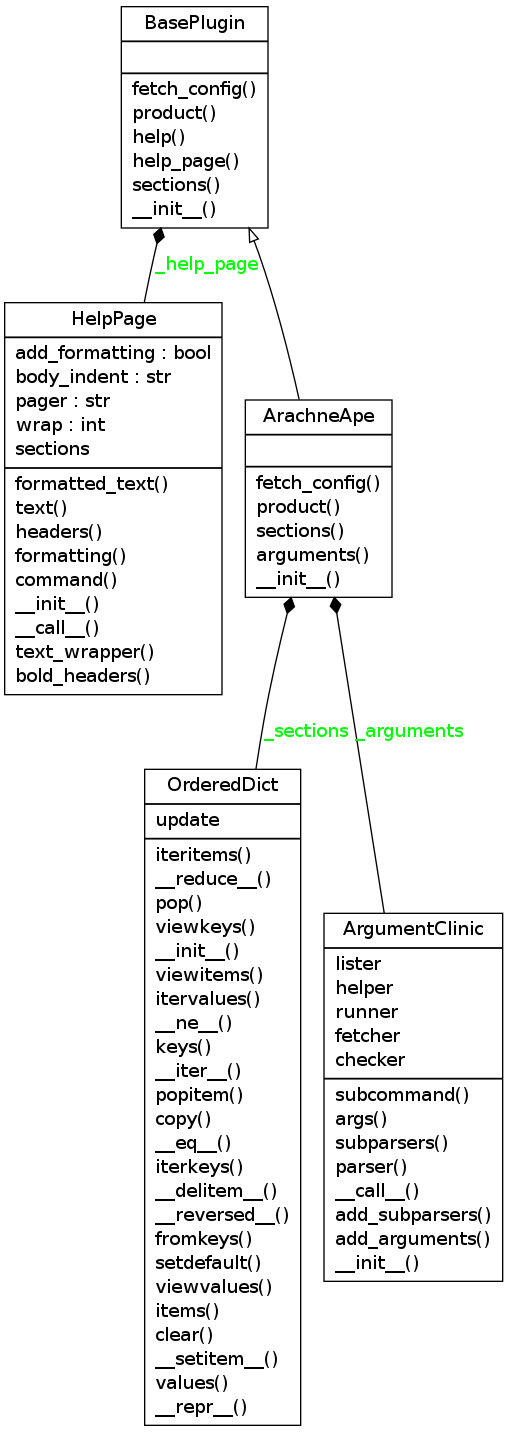 BasePlugin
fetch_config()
product()
help()
help_page()
sections()
__init__()
_help_page
HelpPage
add_formatting : bool
body_indent : str
pager : str
wrap : int
sections
formatted_text()
text()
headers()
formatting()
command()
__init__()
__call__()
text_wrapper()
bold_headers()
ArachneApe
fetch_config()
product()
sections()
arguments()
__init__()
_sections
_arguments
OrderedDict
update
iteritems()
__reduce__()
pop()
viewkeys()
__init__()
viewitems()
itervalues()
__ne__()
keys()
__iter__()
popitem()
copy()
__eq__()
iterkeys()
__delitem__()
__reversed__()
fromkeys()
setdefault()
viewvalues()
items()
clear()
__setitem__()
values()
__repr__()
ArgumentClinic
lister
helper
runner
fetcher
checker
subcommand()
args()
subparsers()
parser()
__call__()
add_subparsers()
add_arguments()
__init__()